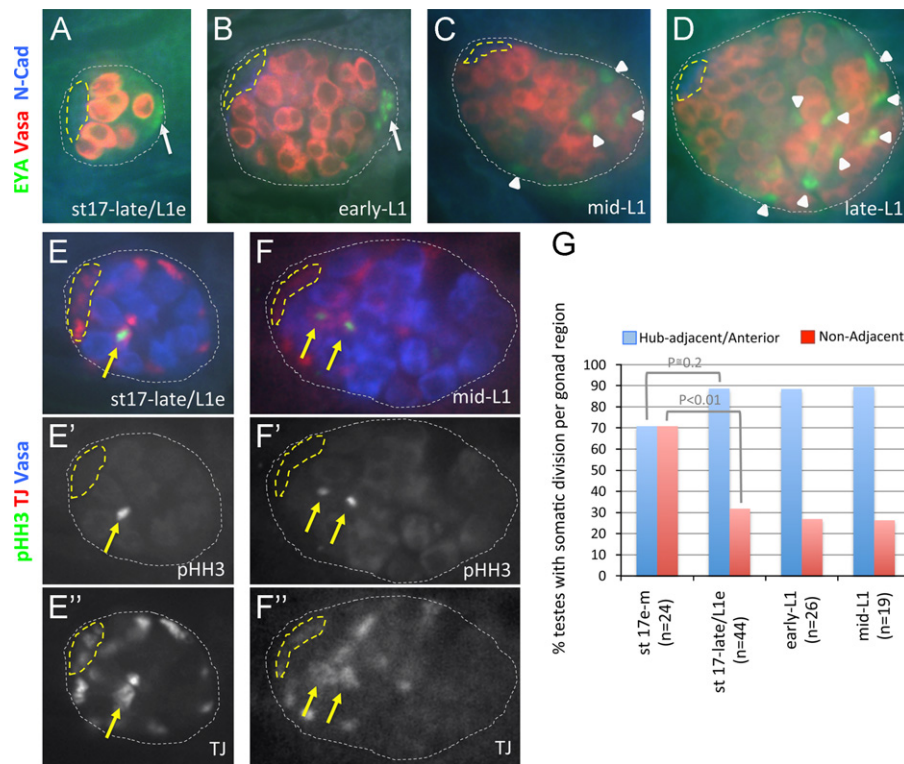 EYA Vasa N-Cad
A
st17-late/L1e
B
early-L1
C
mid-L1
D
late-L1
pHH3 TJ Vasa
E
st17-late/L1e
F
mid-L1
E'
pHH3
F'
pHH3
E"
TJ
F"
TJ
G
Hub-adjacent/Anterior
Non-Adjacent
% testes with somatic division per gonad region
100
90
80
70
60
50
40
30
20
10
0
P=0.2
P<0.01
st 17e-m
(n=24)
st 17-late/L1e
(n=44)
early-L1
(n=26)
mid-L1
(n=19)